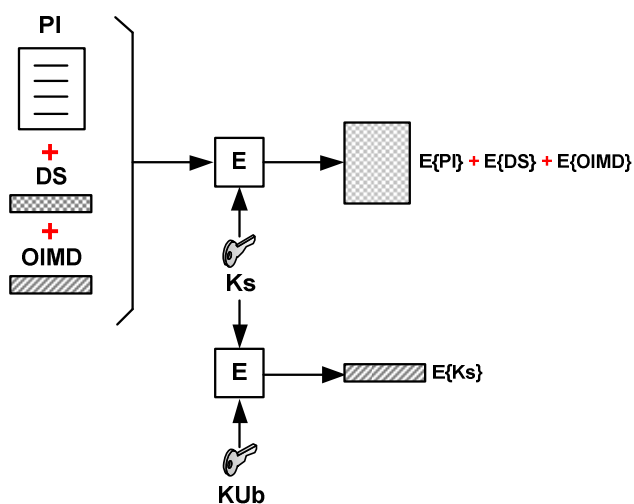 PI
+
DS
+
OIMD
E
E{PI} + E{DS} + E{OIMD}
Ks
E
E{Ks}
KUb